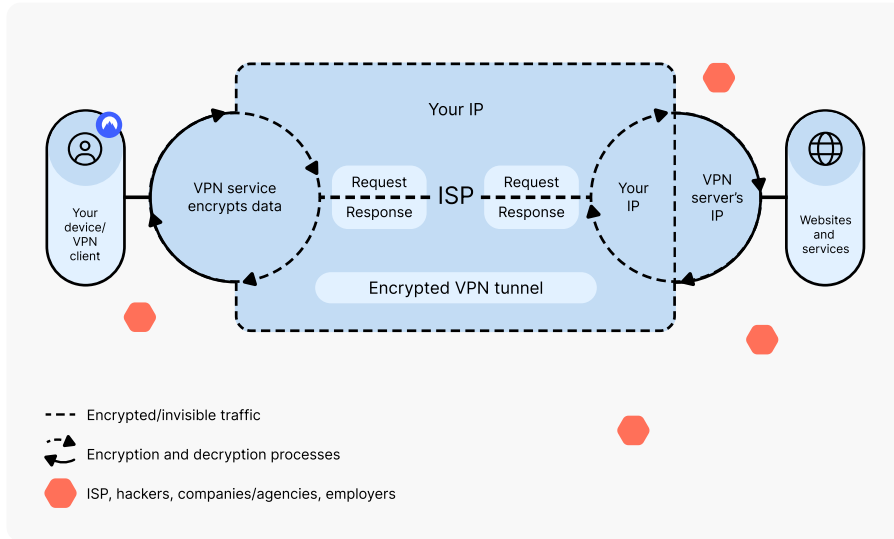 Your IP
Your
device/
VPN
client
VPN service
encrypts data
Request
Response
ISP
Request
Response
Your
IP
VPN
server’s
IP
Websites
and
services
Encrypted VPN tunnel
Encrypted/invisible traffic
Encryption and decryption processes
ISP, hackers, companies/agencies, employers